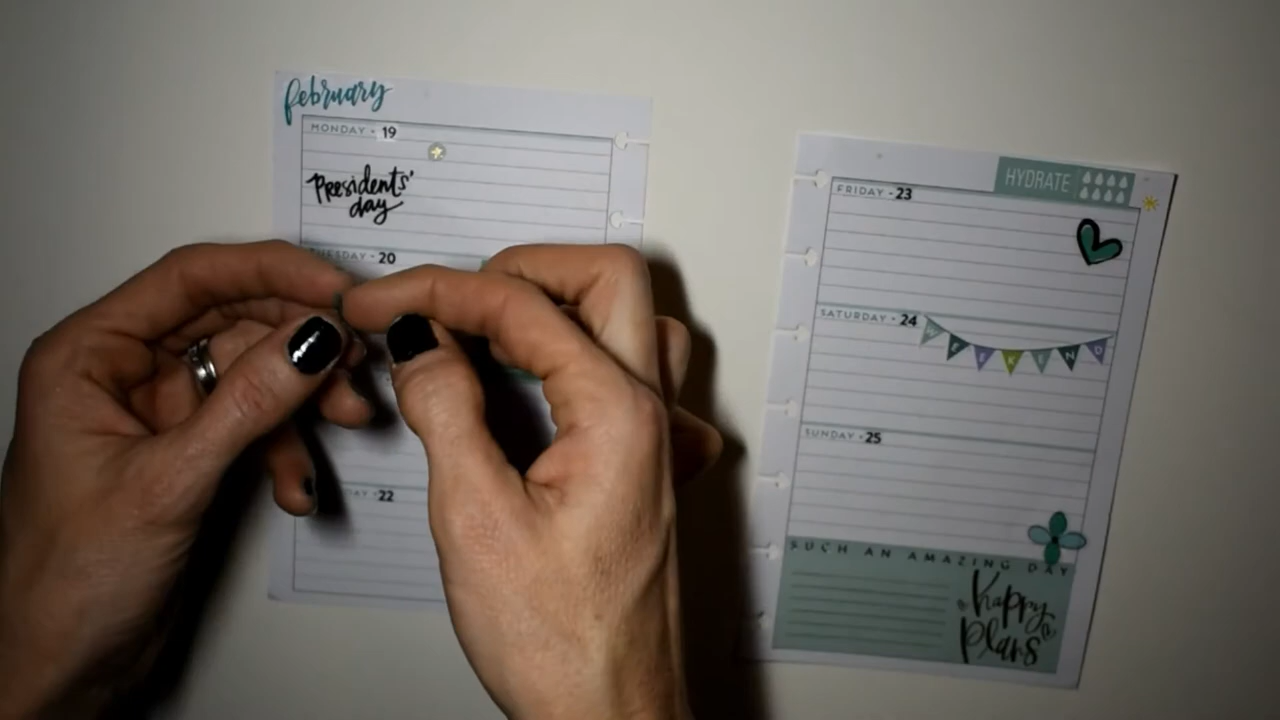 february
MONDAY - 19
Presidents'
day
TUESDAY - 20
DAY - 22
HYDRATE
FRIDAY - 23
SATURDAY - 24
WEEKEND
SUNDAY - 25
SUCH AN AMAZING DAY
Happy
Plans